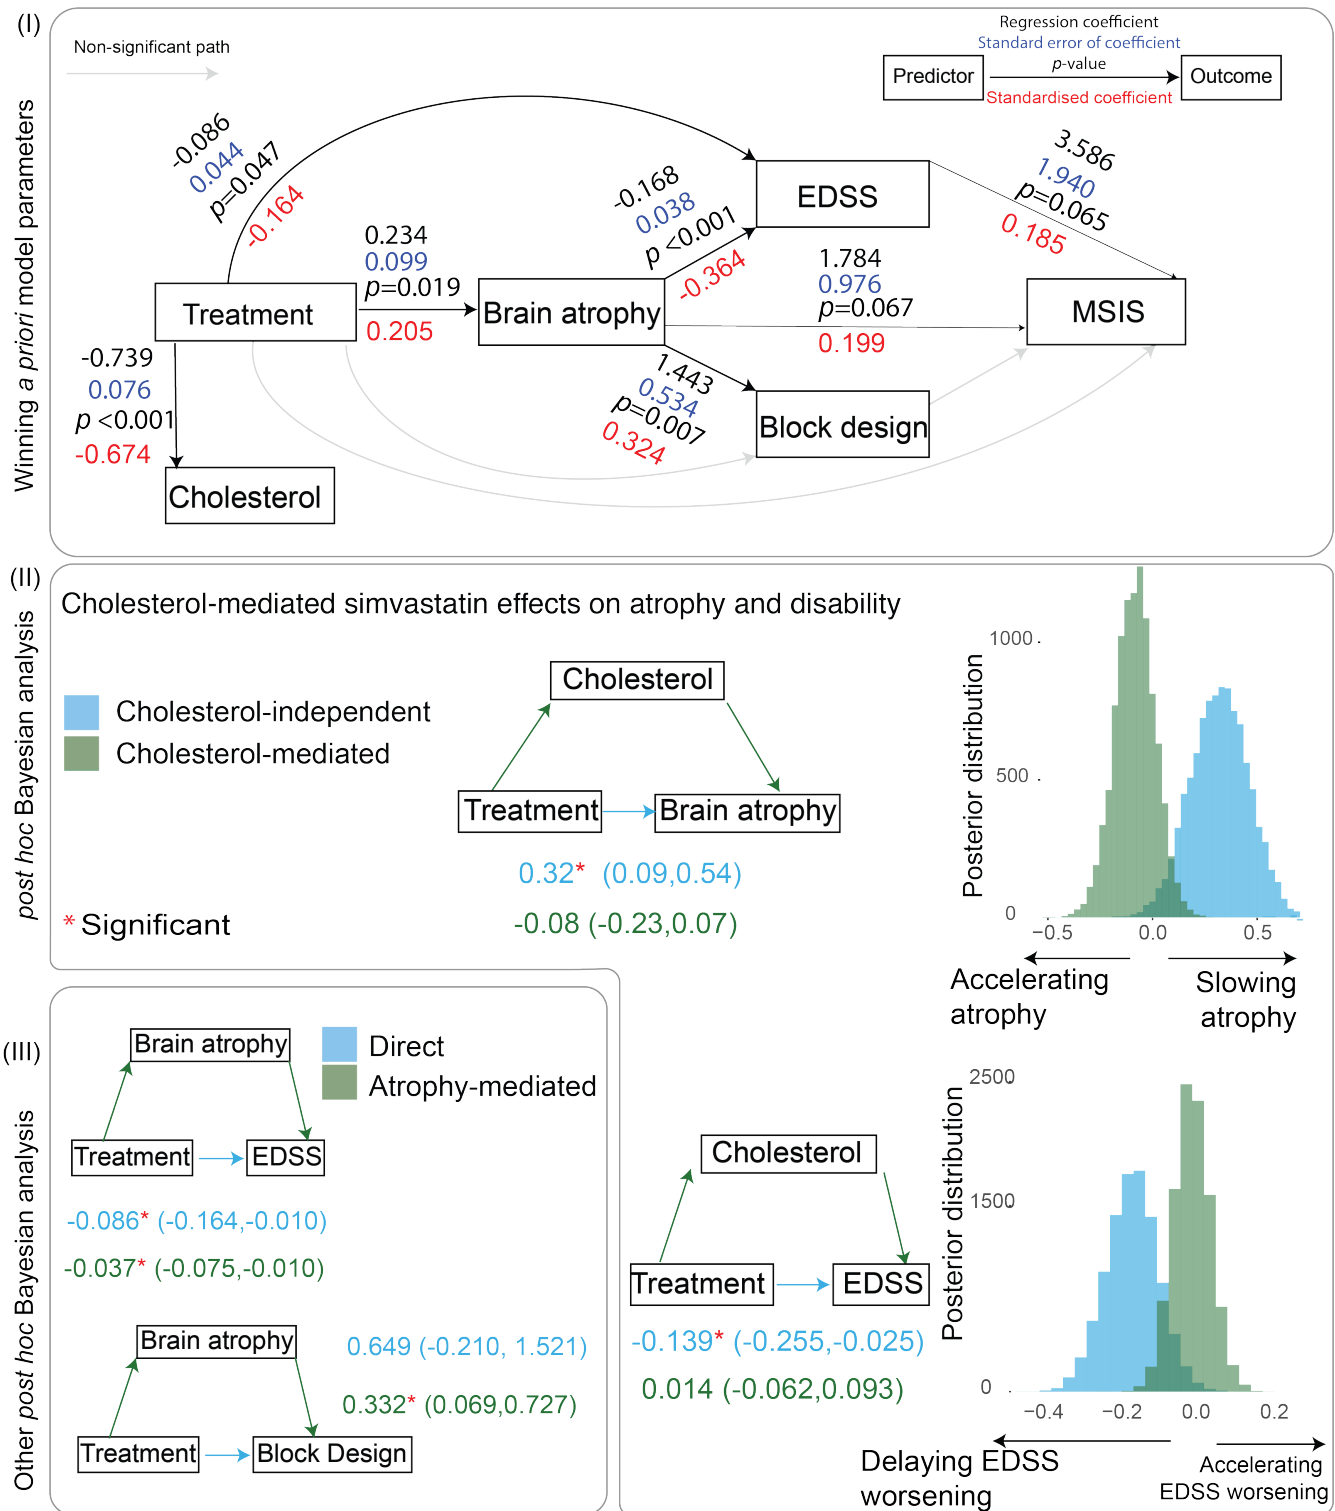 (I)
Winning a priori model parameters
Non-significant path
Regression coefficient
Standard error of coefficient
p-value
Predictor
Outcome
Standardised coefficient
-0.086
0.044
p=0.047
-0.164
0.234
0.099
p=0.019
0.205
-0.168
0.038
p <0.001
-0.364
3.586
1.940
p=0.065
0.185
EDSS
1.784
0.976
p=0.067
0.199
Treatment
Brain atrophy
MSIS
-0.739
0.076
p <0.001
-0.674
1.443
0.534
p=0.007
0.324
Block design
Cholesterol
(II)
post hoc Bayesian analysis
Cholesterol-mediated simvastatin effects on atrophy and disability
Cholesterol-independent
Cholesterol-mediated
Cholesterol
Treatment
Brain atrophy
0.32* (0.09,0.54)
-0.08 (-0.23,0.07)
* Significant
Posterior distribution
1000
500
0
−0.5
0.0
0.5
Accelerating
atrophy
Slowing
atrophy
(III)
Other post hoc Bayesian analysis
Brain atrophy
Direct
Atrophy-mediated
Treatment
EDSS
-0.086* (-0.164,-0.010)
-0.037* (-0.075,-0.010)
Brain atrophy
0.649 (-0.210, 1.521)
0.332* (0.069,0.727)
Treatment
Block Design
Cholesterol
Treatment
EDSS
-0.139* (-0.255,-0.025)
0.014 (-0.062,0.093)
Posterior distribution
2500
1500
0
−0.4
−0.2
0.0
0.2
Delaying EDSS
worsening
Accelerating
EDSS worsening